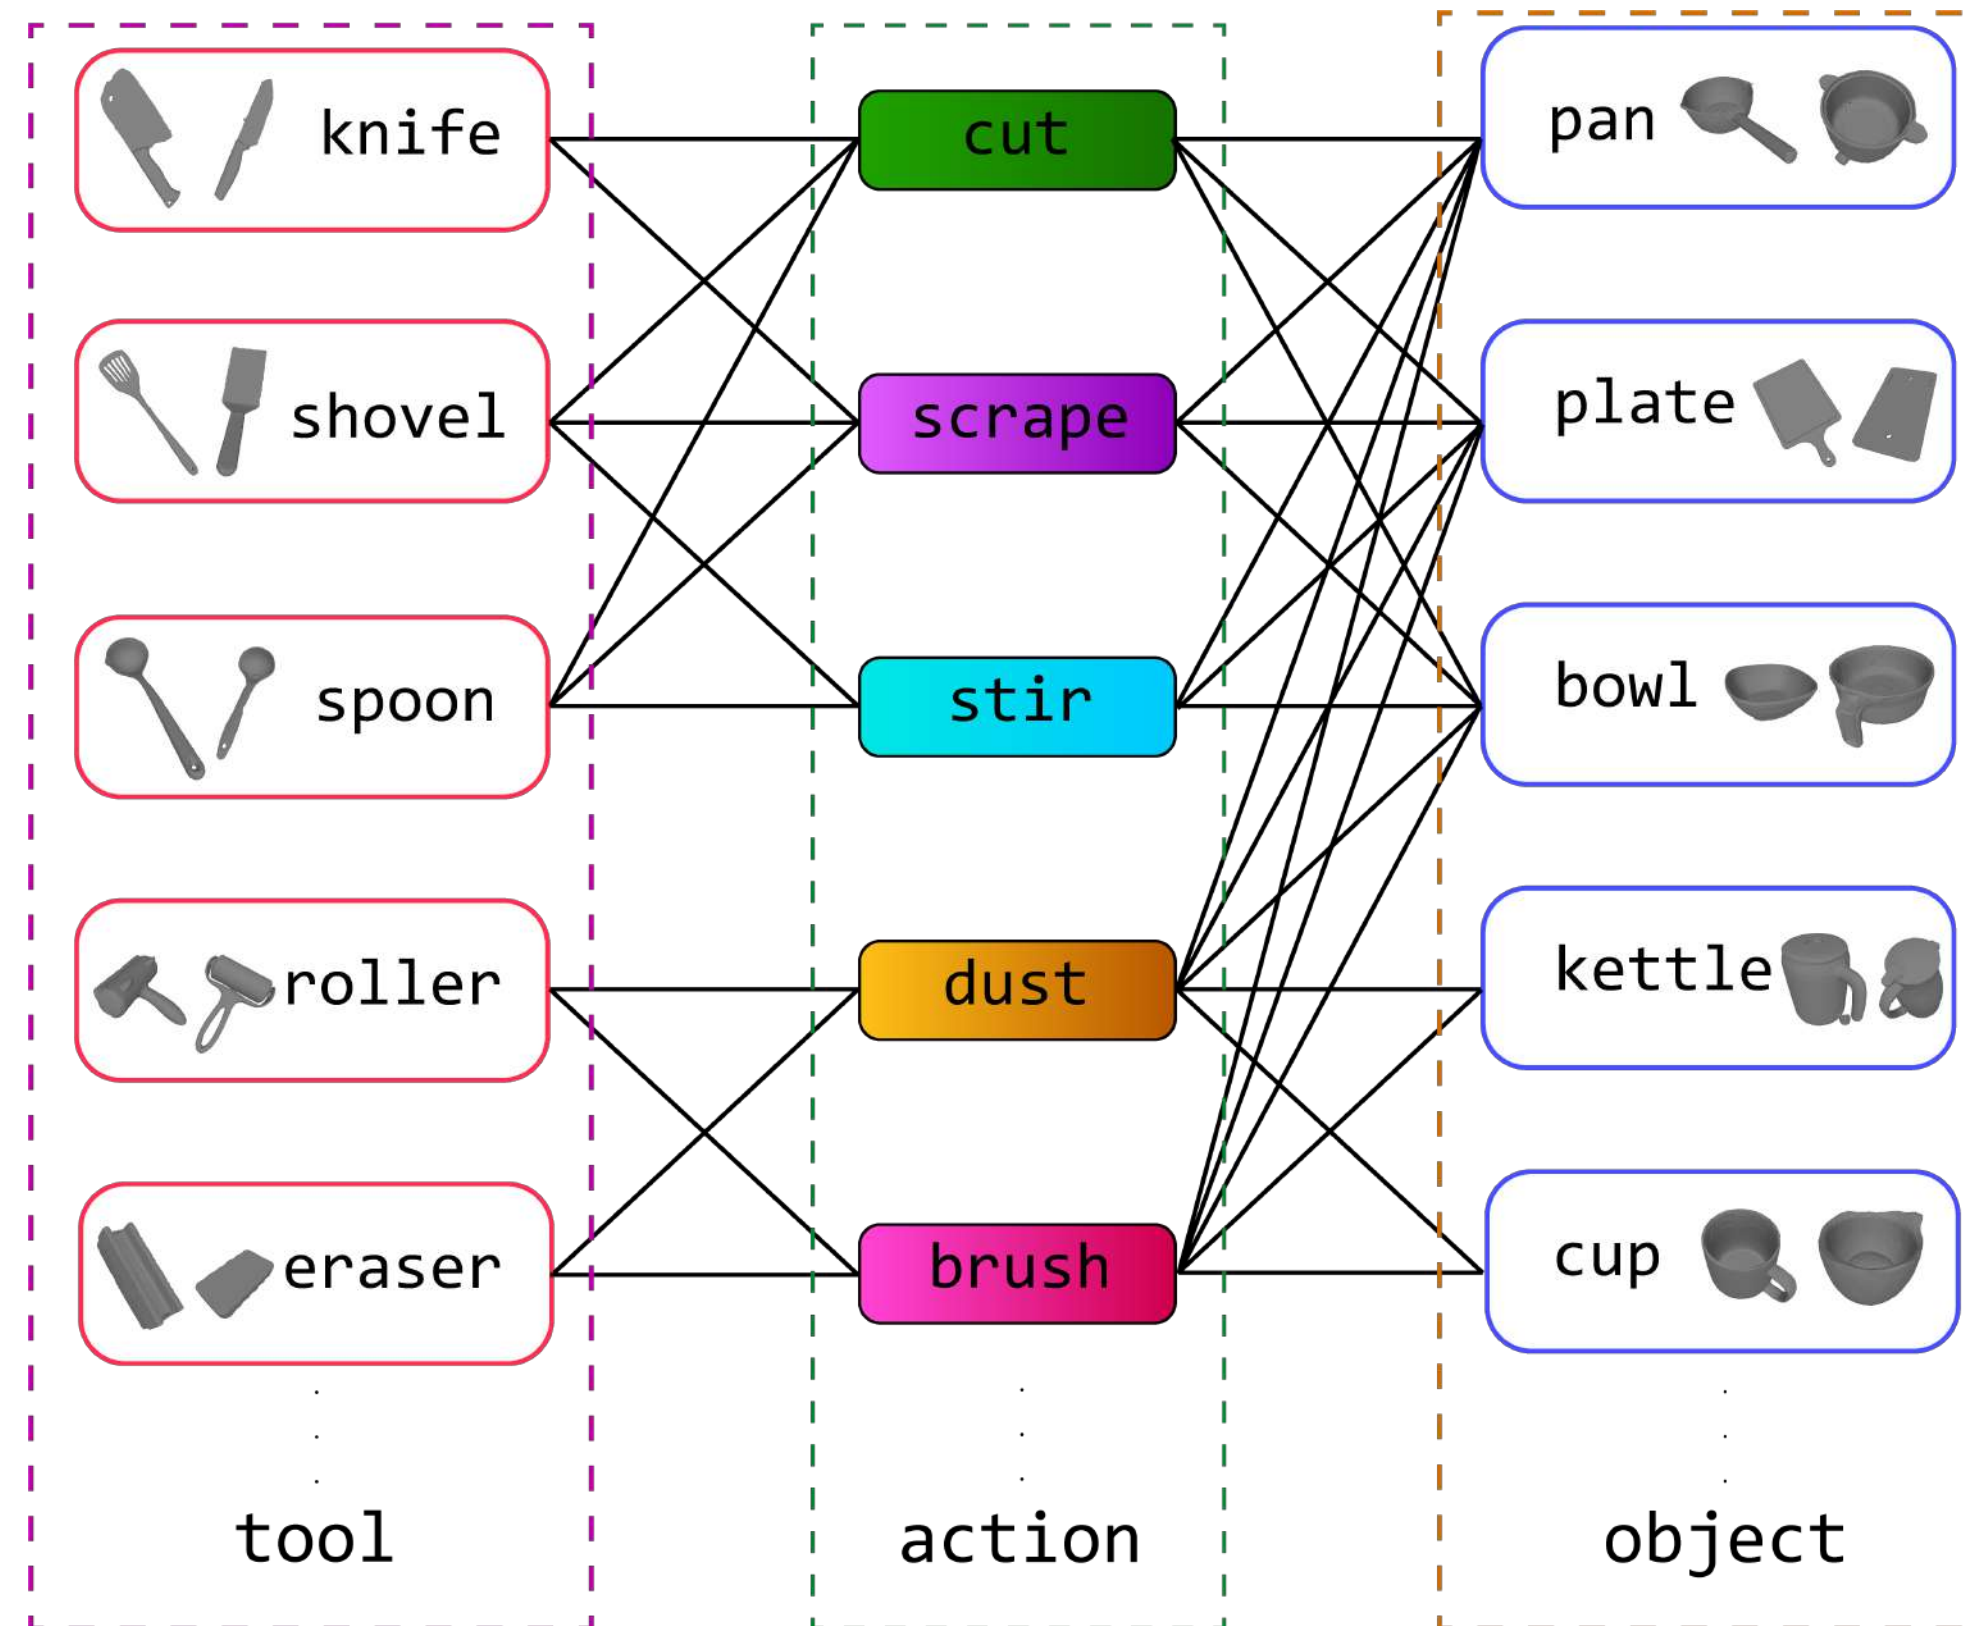 knife
cut
pan
shovel
scrape
plate
spoon
stir
bowl
roller
dust
kettle
eraser
brush
cup
tool
action
object